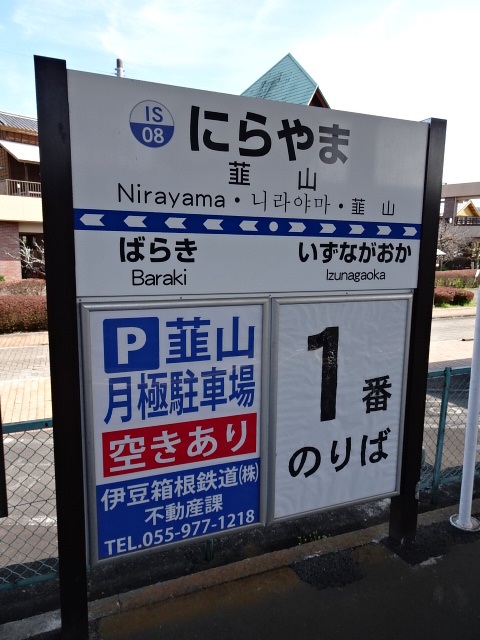 IS
08
にらやま
韮山
Nirayama・니라야마・韮山
ばらき
Baraki
いずながおか
Izunagaoka
P 韮山
月極駐車場
空きあり
伊豆箱根鉄道(株)
不動産課
TEL.055-977-1218
1番
のりば